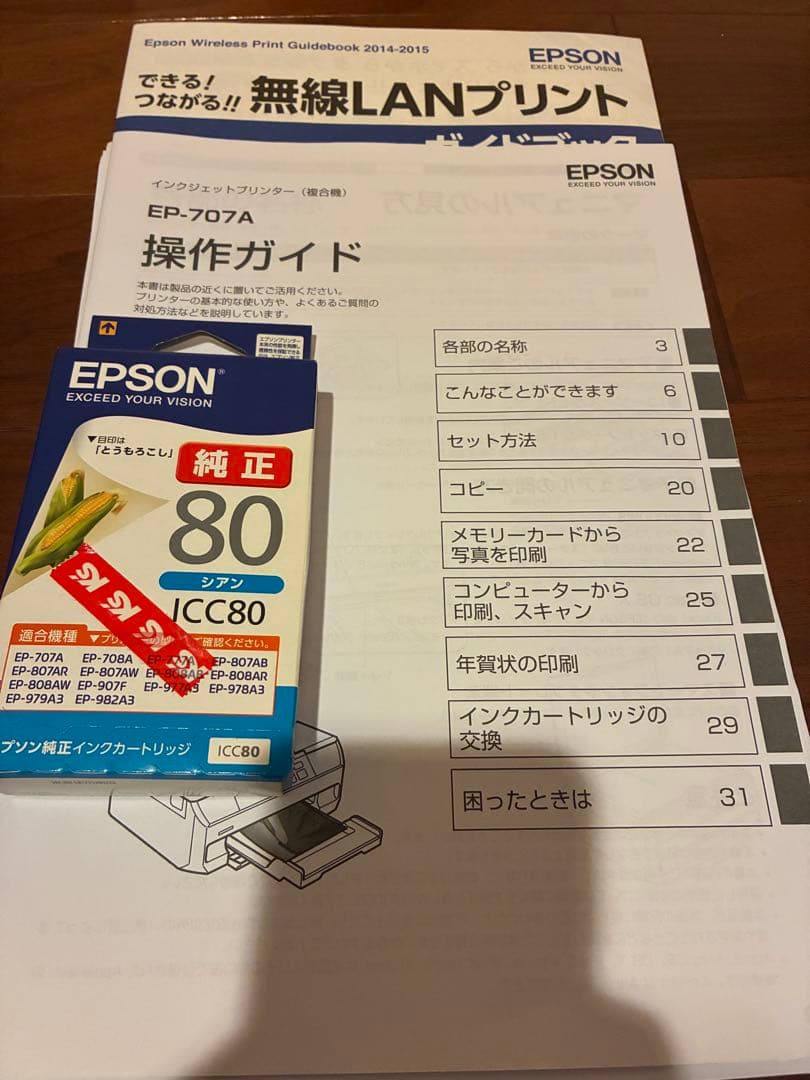 Epson Wireless Print Guidebook 2014-2015
EPSON
EXCEED YOUR VISION
できる!
つながる!!
無線LANプリント
ガイドブック
EPSON
EXCEED YOUR VISION
インクジェットプリンター(複合機)
EP-707A
操作ガイド
本書は製品の近くに置いてご活用ください。
プリンターの基本的な使い方や、よくあるご質問の
対処方法などを説明しています。
各部の名称 3
こんなことができます 6
セット方法 10
コピー 20
メモリーカードから
写真を印刷 22
コンピューターから
印刷、スキャン 25
年賀状の印刷 27
インクカートリッジの
交換 29
困ったときは 31
EPSON®
EXCEED YOUR VISION
▼目印は
「とうもろこし」
純正
80
シアン
ICC80
K'S K'S K'S K'S
適合機種
EP-707A EP-708A EP-777A EP-807AB
EP-807AR EP-807AW EP-808AB EP-808AR
EP-808AW EP-907F EP-977A3 EP-978A3
EP-979A3 EP-982A3
プソン純正インクカートリッジ ICC80